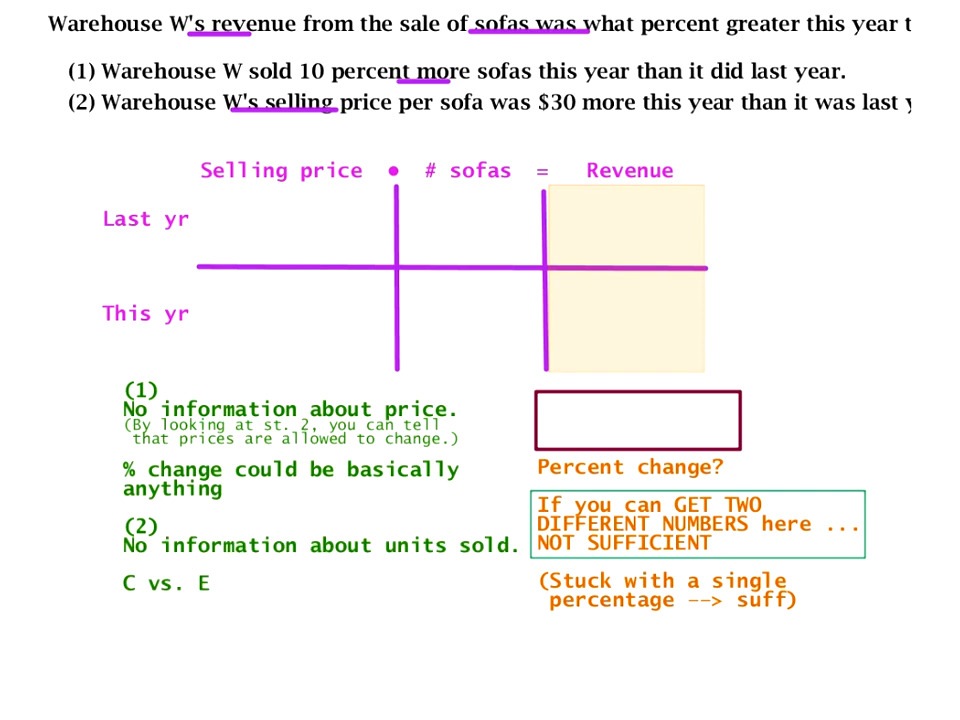 Warehouse W's revenue from the sale of sofas was what percent greater this year t
(1) Warehouse W sold 10 percent more sofas this year than it did last year.
(2) Warehouse W's selling price per sofa was $30 more this year than it was last y
Selling price • # sofas = Revenue
Last yr
This yr
(1)
No information about price.
(By looking at st. 2, you can tell
that prices are allowed to change.)
% change could be basically
anything
(2)
No information about units sold.
C vs. E
Percent change?
If you can GET TWO
DIFFERENT NUMBERS here ...
NOT SUFFICIENT
(Stuck with a single
percentage --> suff)